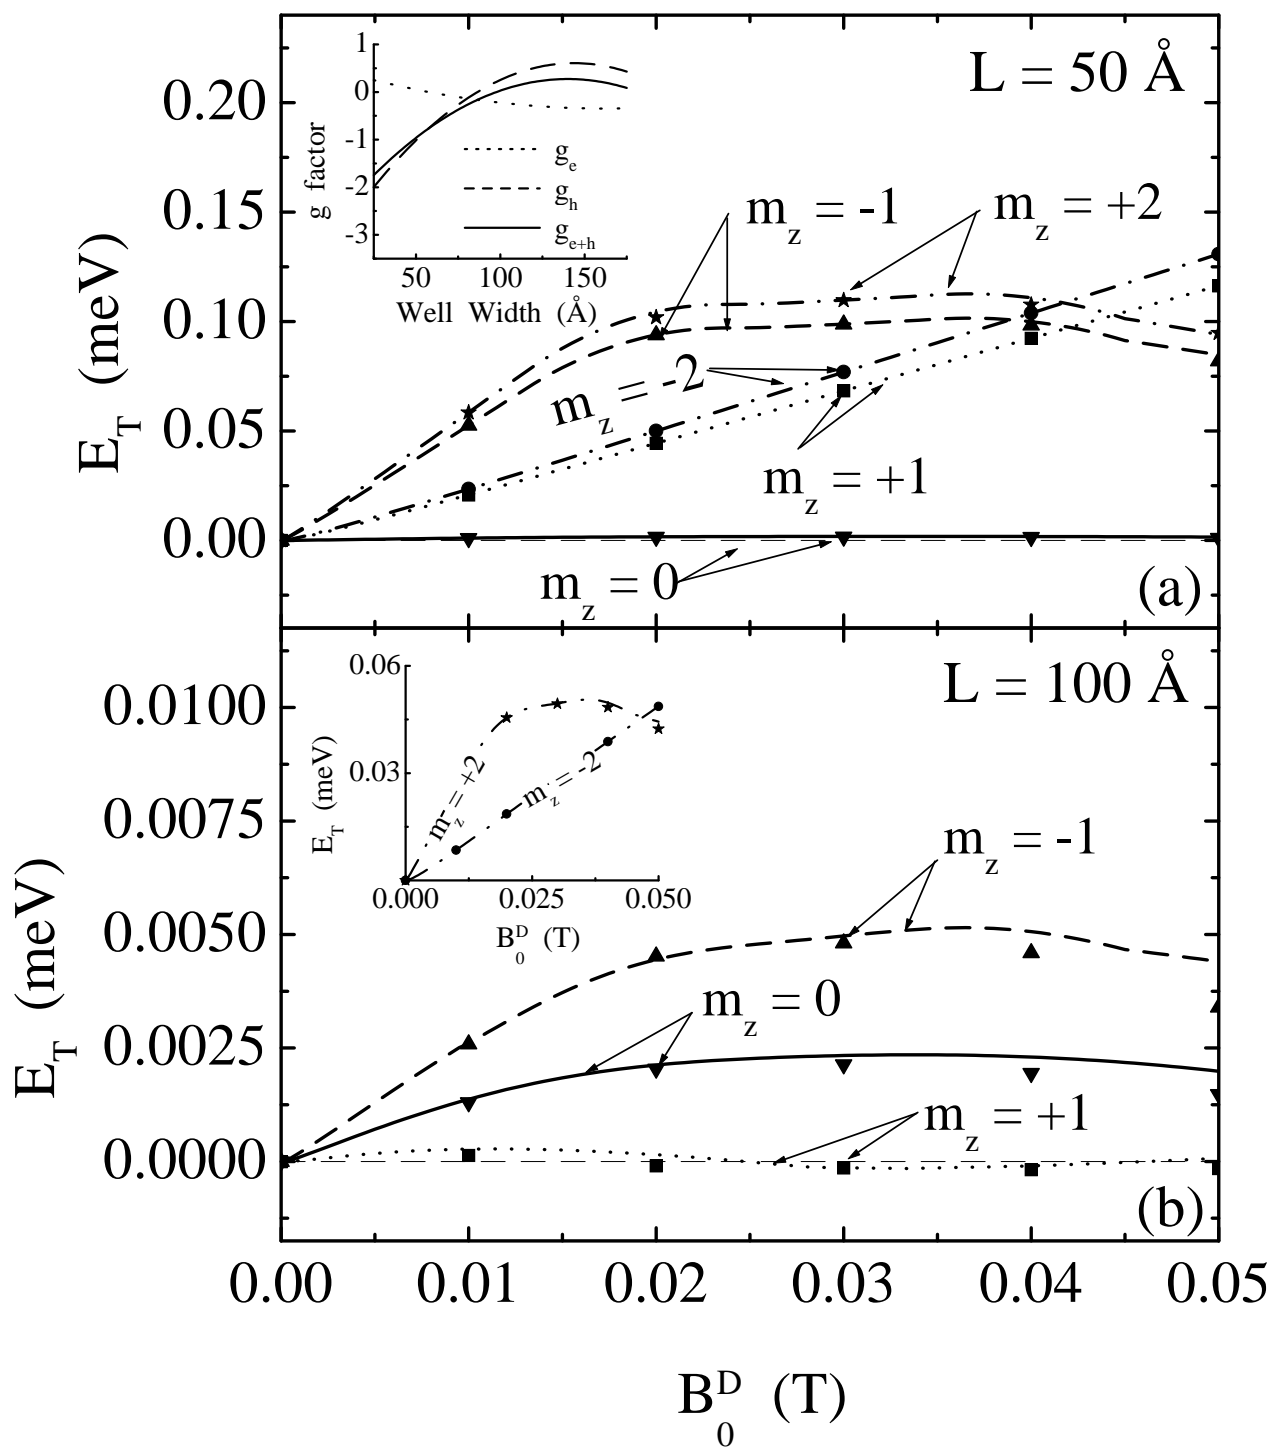 L = 50 Å
E_T (meV)
0.20
0.15
0.10
0.05
0.00
g factor
1
0
-1
-2
-3
g_e
g_h
g_e+h
50 100 150
Well Width (Å)
m_z = -1
m_z = +2
m_z = -2
m_z = +1
m_z = 0
(a)
L = 100 Å
E_T (meV)
0.0100
0.0075
0.0050
0.0025
0.0000
E_T (meV)
0.06
0.03
m_z = +2
m_z = -2
0.000 0.025 0.050
B_0^D (T)
m_z = -1
m_z = 0
m_z = +1
(b)
0.00 0.01 0.02 0.03 0.04 0.05
B_0^D (T)